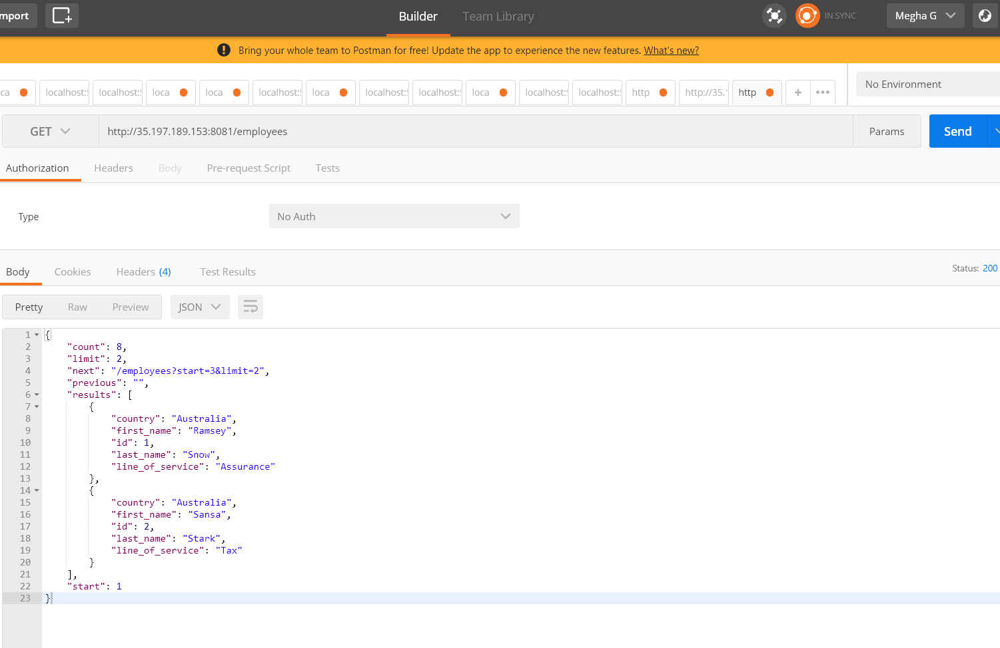 mport
Builder
Team Library
IN SYNC
Megha G
Bring your whole team to Postman for free! Update the app to experience the new features. What's new?
ca
localhost:
localhost:
loca
loca
localhost:
loca
localhost:
localhost:
loca
localhost:
localhost:
http
http://35.
http
+
•••
No Environment
GET
http://35.197.189.153:8081/employees
Params
Send
Authorization
Headers
Body
Pre-request Script
Tests
Type
No Auth
Body
Cookies
Headers (4)
Test Results
Status: 200
Pretty
Raw
Preview
JSON
1 {
2 "count": 8,
3 "limit": 2,
4 "next": "/employees?start=3&limit=2",
5 "previous": "",
6 "results": [
7 {
8 "country": "Australia",
9 "first_name": "Ramsey",
10 "id": 1,
11 "last_name": "Snow",
12 "line_of_service": "Assurance"
13 },
14 {
15 "country": "Australia",
16 "first_name": "Sansa",
17 "id": 2,
18 "last_name": "Stark",
19 "line_of_service": "Tax"
20 }
21 ],
22 "start": 1
23 }